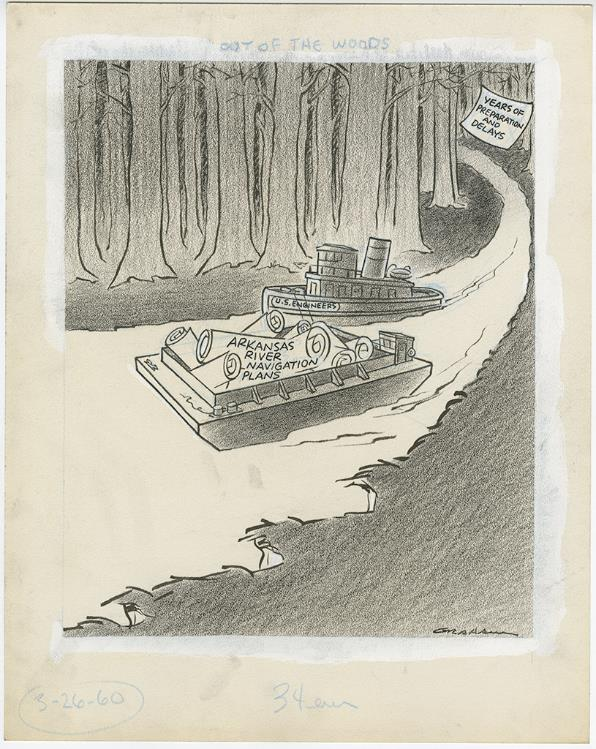 OUT OF THE WOODS
YEARS OF
PREPARATION
AND
DELAYS
U.S. ENGINEERS
ARKANSAS
RIVER
NAVIGATION
PLANS
GRAHAM
3-26-60